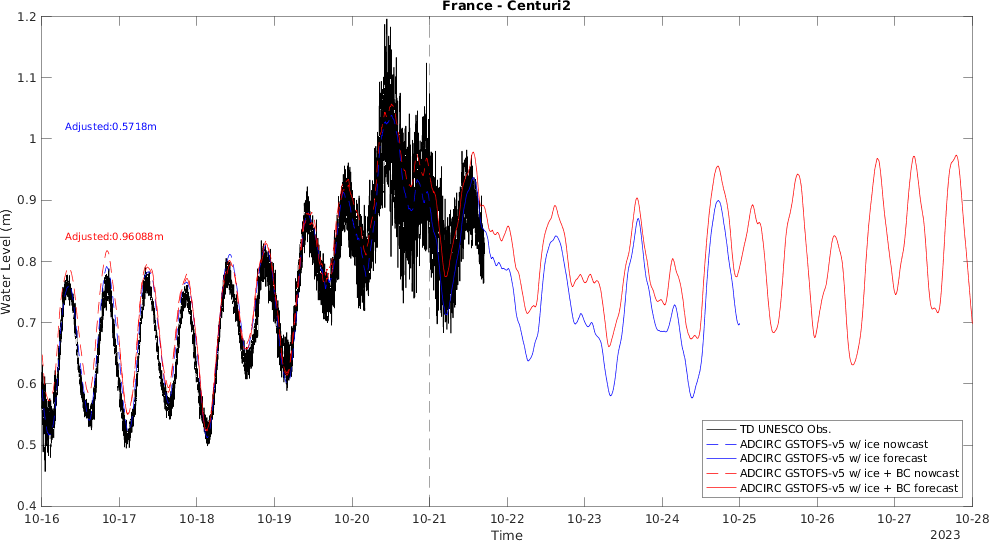 France - Centuri2
1.2
1.1
1
0.9
0.8
0.7
0.6
0.5
0.4
Water Level (m)
Adjusted:0.5718m
Adjusted:0.96088m
TD UNESCO Obs.
ADCIRC GSTOFS-v5 w/ ice nowcast
ADCIRC GSTOFS-v5 w/ ice forecast
ADCIRC GSTOFS-v5 w/ ice + BC nowcast
ADCIRC GSTOFS-v5 w/ ice + BC forecast
10-16 10-17 10-18 10-19 10-20 10-21 10-22 10-23 10-24 10-25 10-26 10-27 10-28
Time
2023